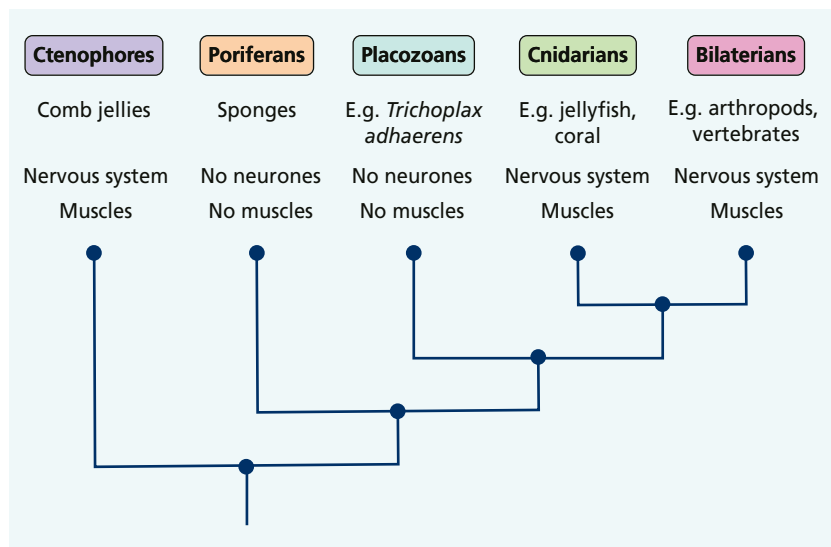 Ctenophores
Poriferans
Placozoans
Cnidarians
Bilaterians
Comb jellies
Sponges
E.g. Trichoplax
adhaerens
E.g. jellyfish,
coral
E.g. arthropods,
vertebrates
Nervous system
No neurones
No neurones
Nervous system
Nervous system
Muscles
No muscles
No muscles
Muscles
Muscles